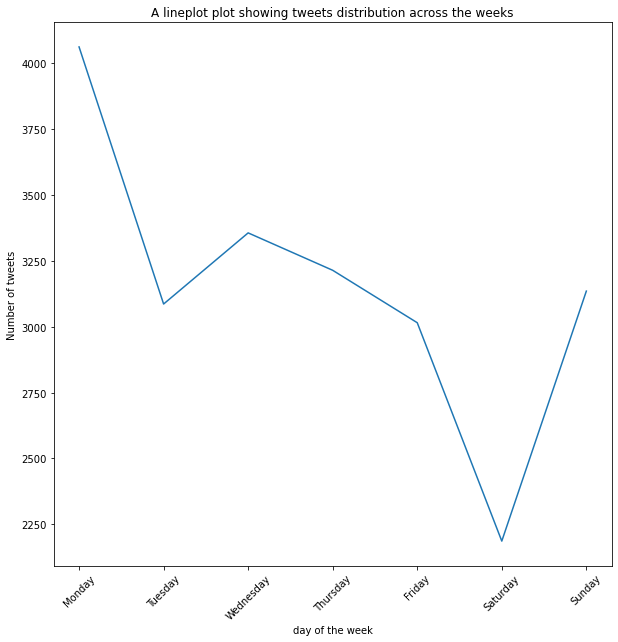 A lineplot plot showing tweets distribution across the weeks
4000
3750
3500
3250
3000
2750
2500
2250
Number of tweets
Monday
Tuesday
Wednesday
Thursday
Friday
Saturday
Sunday
day of the week